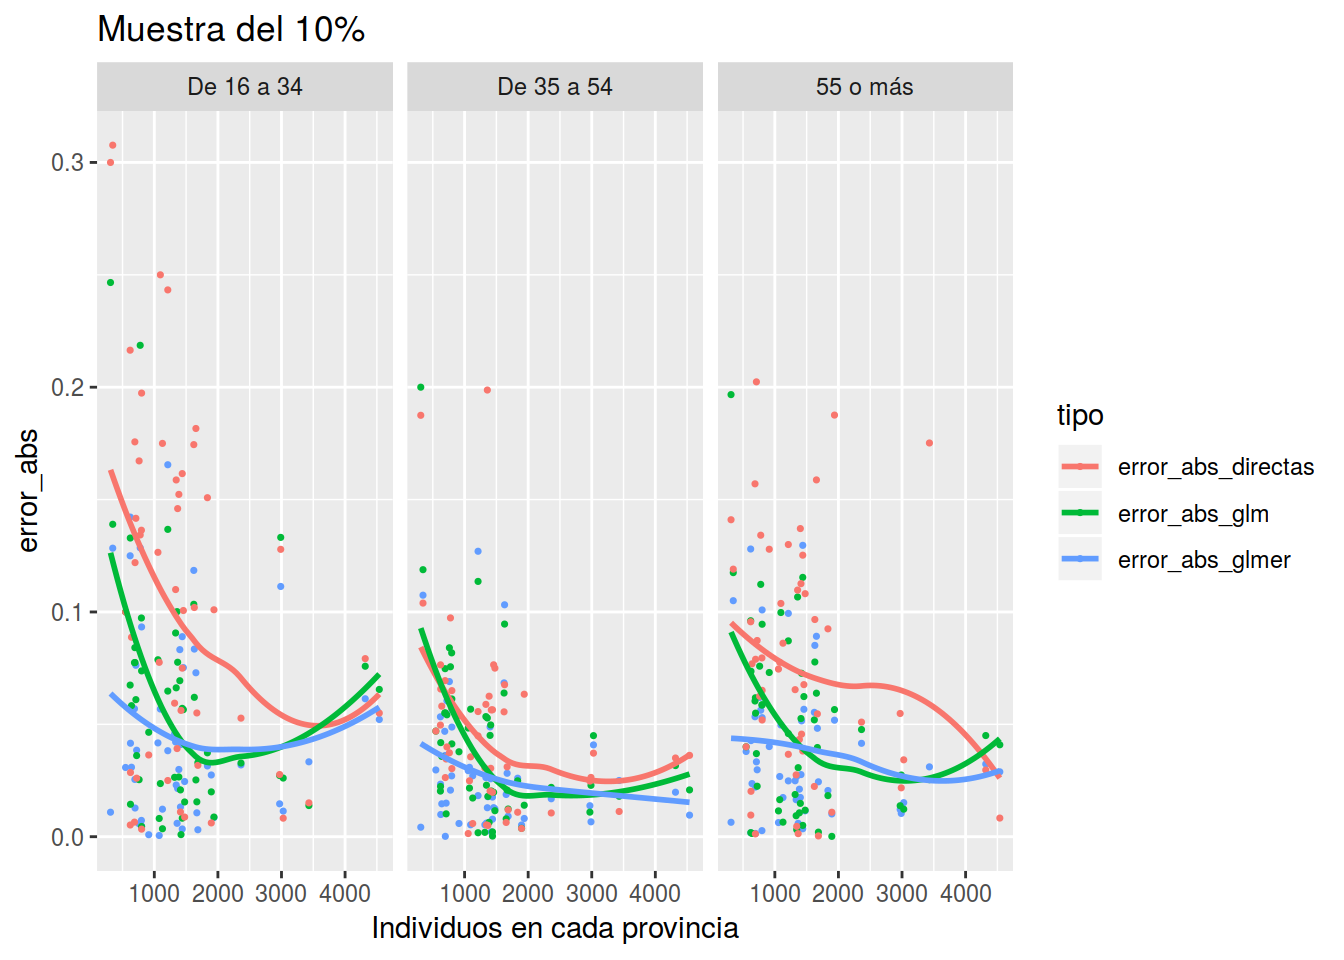 Muestra del 10%
De 16 a 34
De 35 a 54
55 o más
0.3
0.2
0.1
0.0
error_abs
1000 2000 3000 4000
1000 2000 3000 4000
1000 2000 3000 4000
Individuos en cada provincia
tipo
error_abs_directas
error_abs_glm
error_abs_glmer